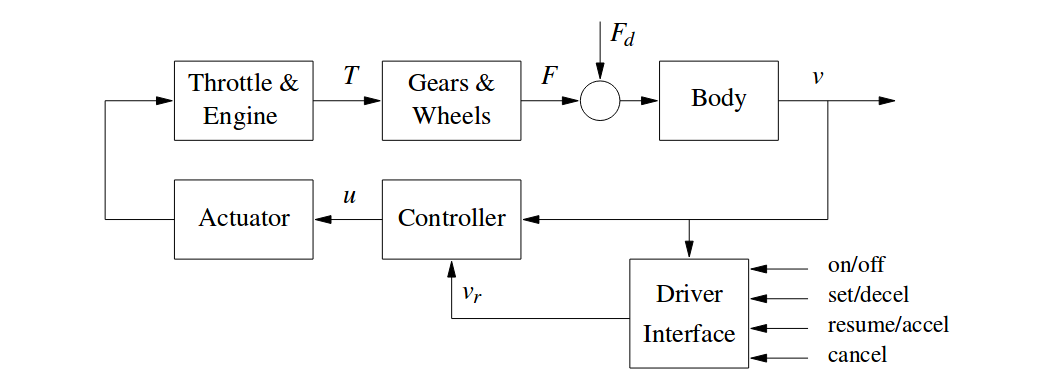 F_d
Throttle &
Engine
T
Gears &
Wheels
F
Body
v
Actuator
u
Controller
v_r
Driver
Interface
on/off
set/decel
resume/accel
cancel